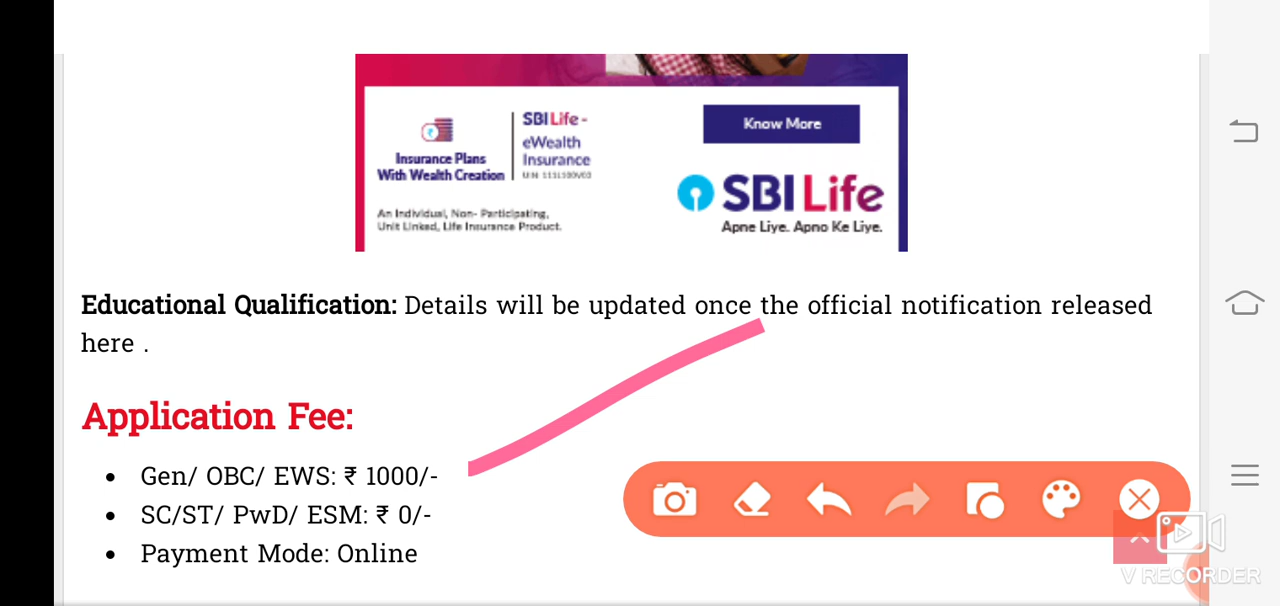 SBI Life -
eWealth
Insurance
Insurance Plans
With Wealth Creation
An Individual, Non- Participating,
Unit Linked, Life Insurance Product.
Know More
SBI Life
Apne Liye. Apno Ke Liye.
Educational Qualification: Details will be updated once the official notification released
here .
Application Fee:
• Gen/ OBC/ EWS: ₹ 1000/-
• SC/ST/ PwD/ ESM: ₹ 0/-
• Payment Mode: Online
V RECORDER